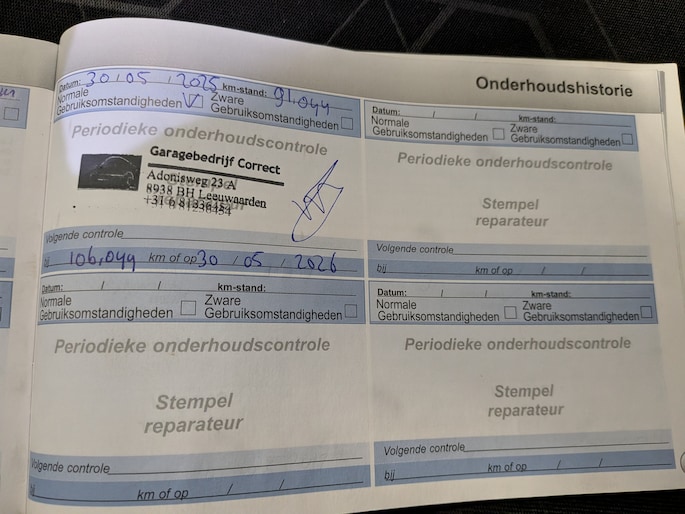 Onderhoudshistorie
Datum: 30 / 05 / 2025 km-stand: 91,044
Normale Gebruiksomstandigheden Zware Gebruiksomstandigheden
Periodieke onderhoudscontrole
Garagebedrijf Correct
Adonisweg 23 A
8938 BH Leeuwaarden
Volgende controle
bij 106,044 km of op 30 / 05 / 2026
Datum: / / km-stand:
Normale Gebruiksomstandigheden Zware Gebruiksomstandigheden
Periodieke onderhoudscontrole
Stempel
reparateur
Volgende controle
bij km of op / /
Datum: / / km-stand:
Normale Gebruiksomstandigheden Zware Gebruiksomstandigheden
Periodieke onderhoudscontrole
Stempel
reparateur
Volgende controle
km of op / /
Datum: / / km-stand:
Normale Gebruiksomstandigheden Zware Gebruiksomstandigheden
Periodieke onderhoudscontrole
Stempel
reparateur
Volgende controle
bij km of op / /